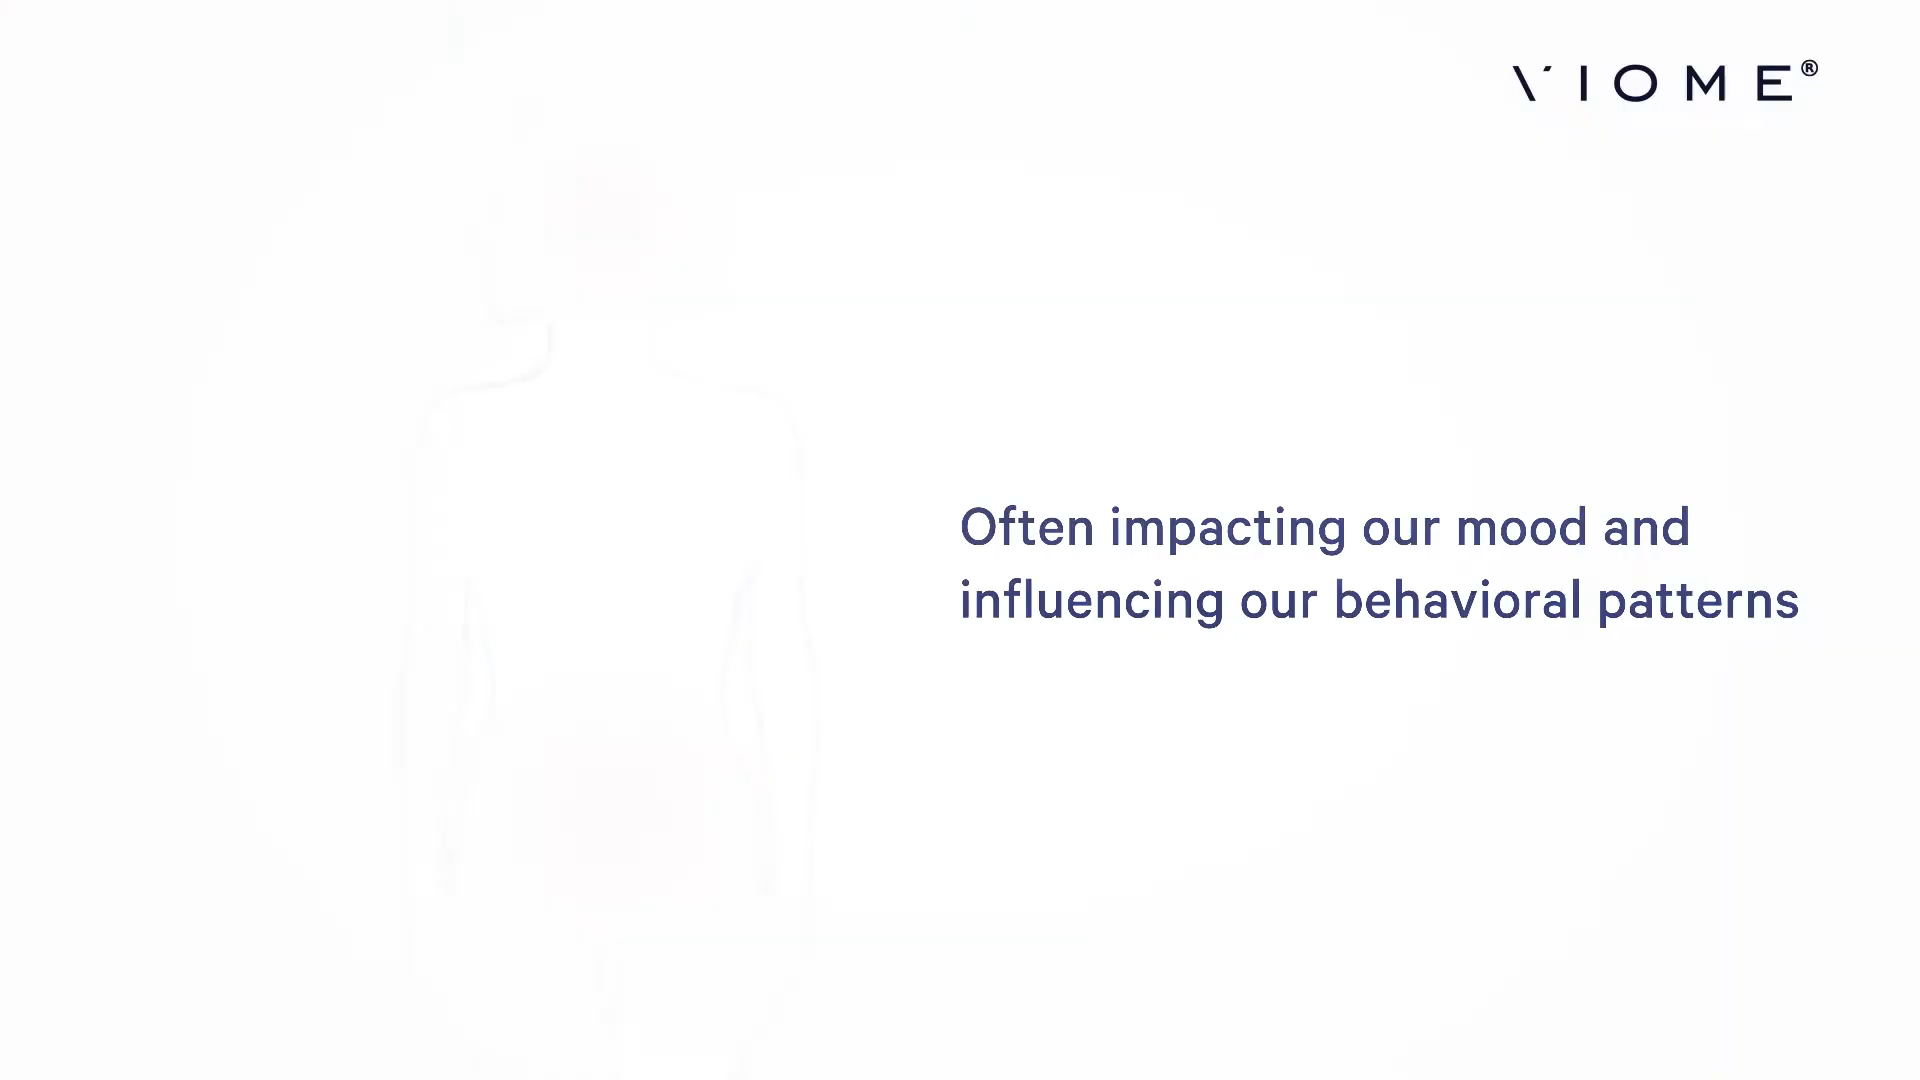 VIOME®
Often impacting our mood and
influencing our behavioral patterns